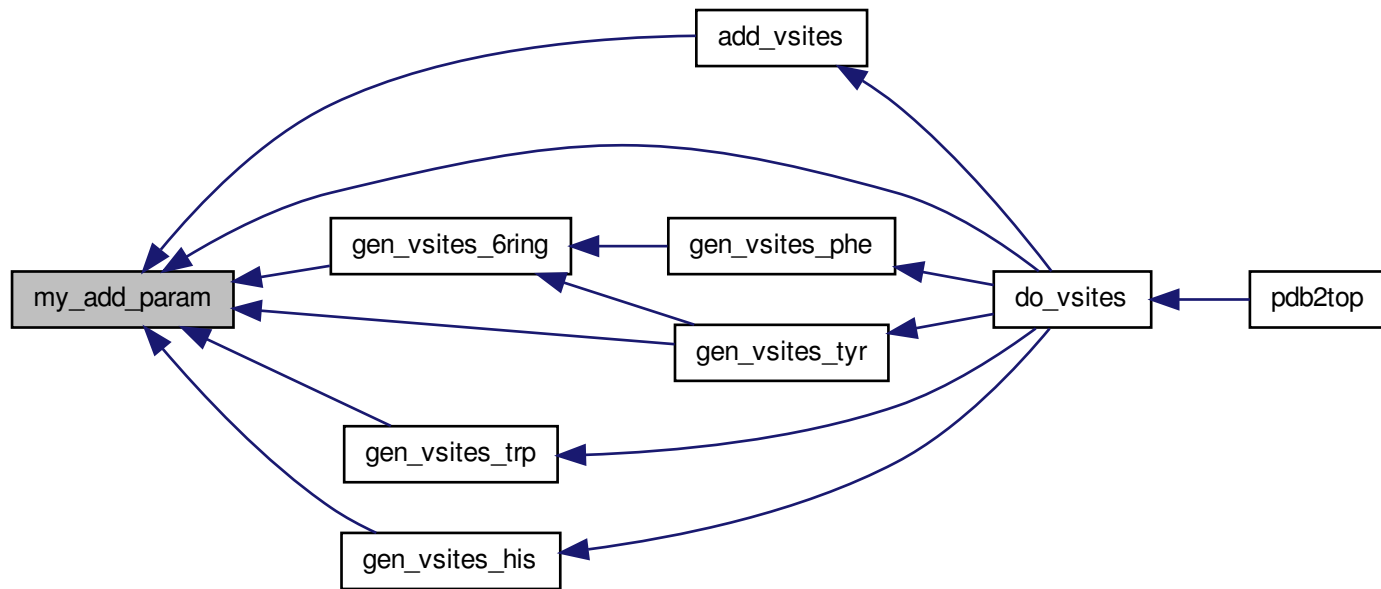 add_vsites
gen_vsites_6ring
gen_vsites_phe
my_add_param
do_vsites
pdb2top
gen_vsites_tyr
gen_vsites_trp
gen_vsites_his